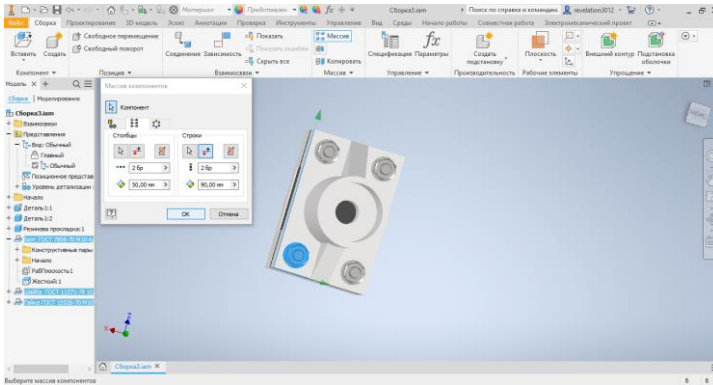 Материал
Представлен
Сборка3.iam
Поиск по справке и командам.
revelation2012
Файл Сборка Проектирование 3D-модель Эскиз Аннотации Проверка Инструменты Управление Вид Среды Начало работы Совместная работа Электромеханический проект
Вставить Создать
Свободное перемещение
Свободный поворот
Соединение Зависимость
Показать
Показать ошибки
Скрыть все
Массив
Копировать
Спецификация Параметры
Создать подстановку
Плоскость
Внешний контур Подстановка оболочки
Компонент Позиция Взаимосвязи Массив Управление Производительность Рабочие элементы Упрощение
Модель
Сборка Моделирование
Сборка3.iam
Взаимосвязи
Представления
Вид: Обычный
Главный
Обычный
Позиционное представ
Уровень детализации :
Начало
Деталь1:1
Деталь1:2
Резиновая прокладка:1
Конструктивные пары
Начало
РабПлоскость1
Жесткий:1
Массив компонентов
Компонент
Столбцы Строки
2 бр 2 бр
50,00 мм 90,00 мм
OK Отмена
z
x
Сборка3.iam
Выберите массив компонентов
6 6